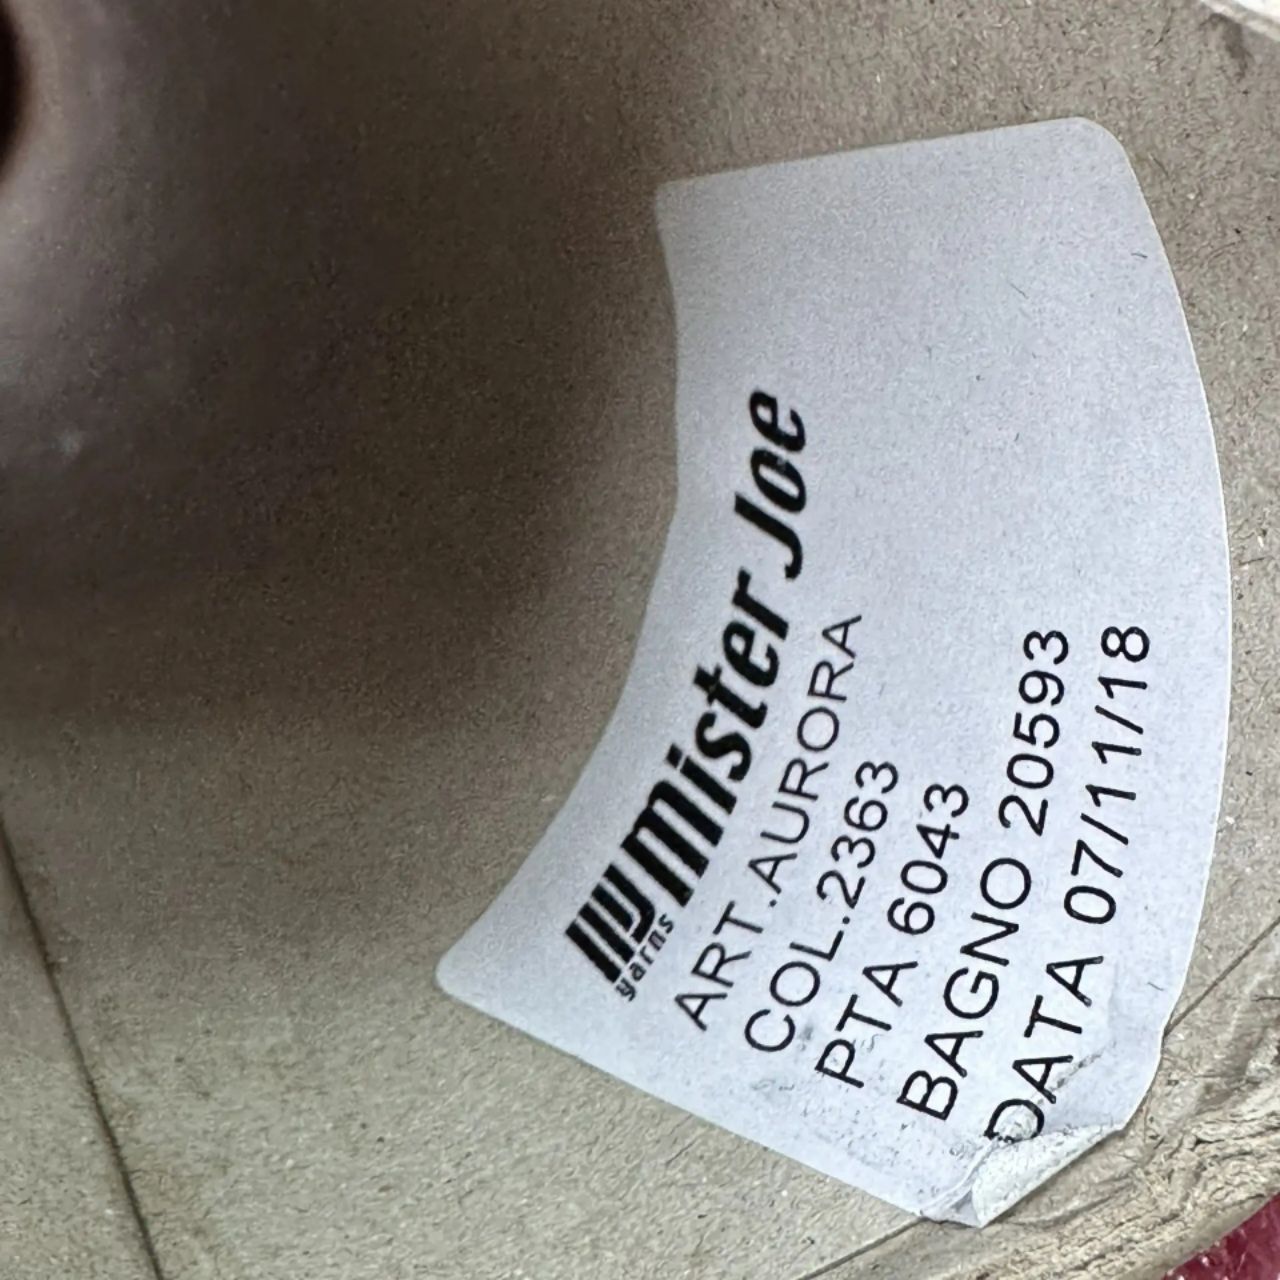 Mister Joe
yarns
ART.AURORA
COL.2363
PTA 6043
BAGNO 20593
DATA 07/11/18